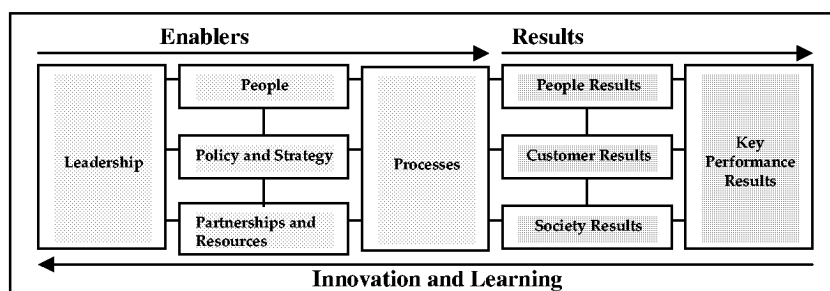 Enablers
Results
Leadership
People
Policy and Strategy
Partnerships and
Resources
Processes
People Results
Customer Results
Society Results
Key
Performance
Results
Innovation and Learning